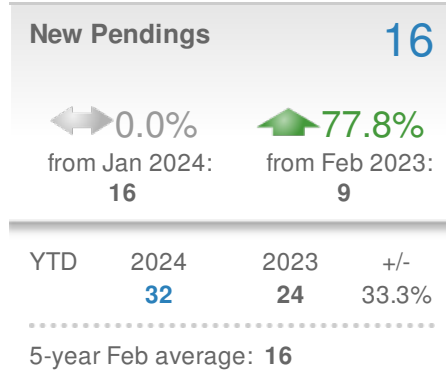 New Pendings 16
0.0% 77.8%
from Jan 2024: from Feb 2023:
16 9
YTD 2024 2023 +/-
32 24 33.3%
5-year Feb average: 16